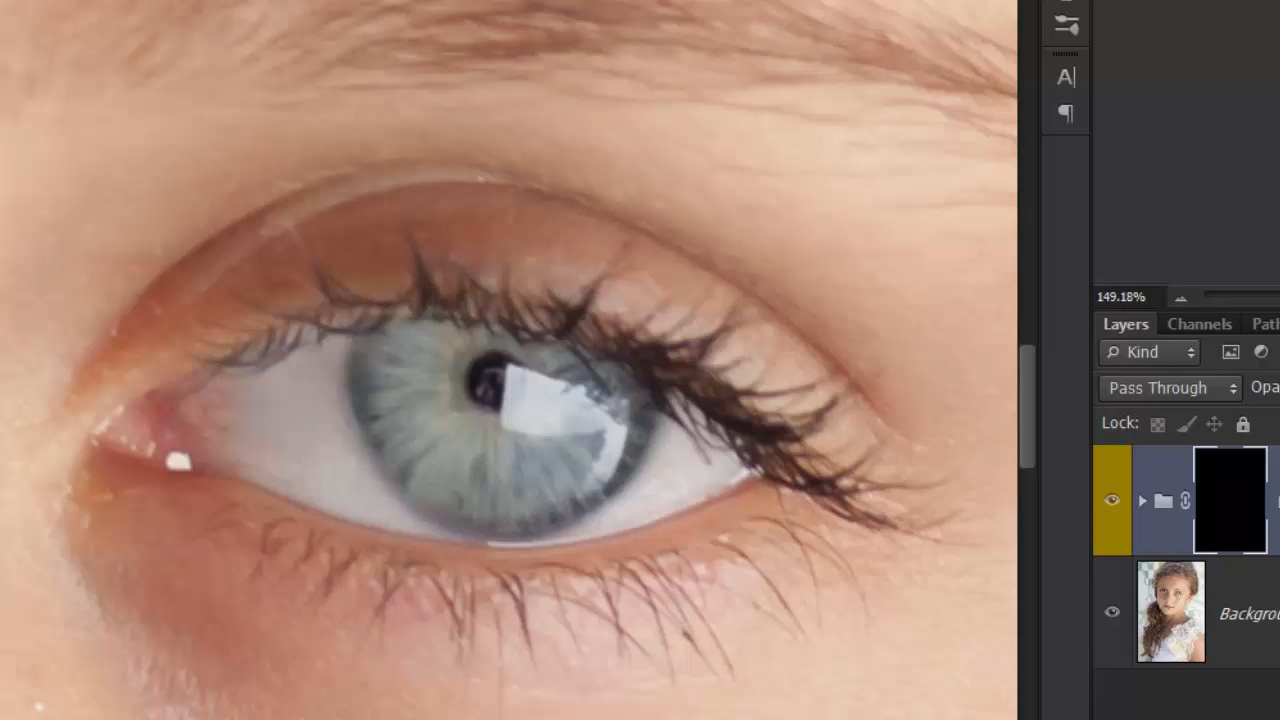 A
149.18%
Layers Channels
Kind
Pass Through
Lock: